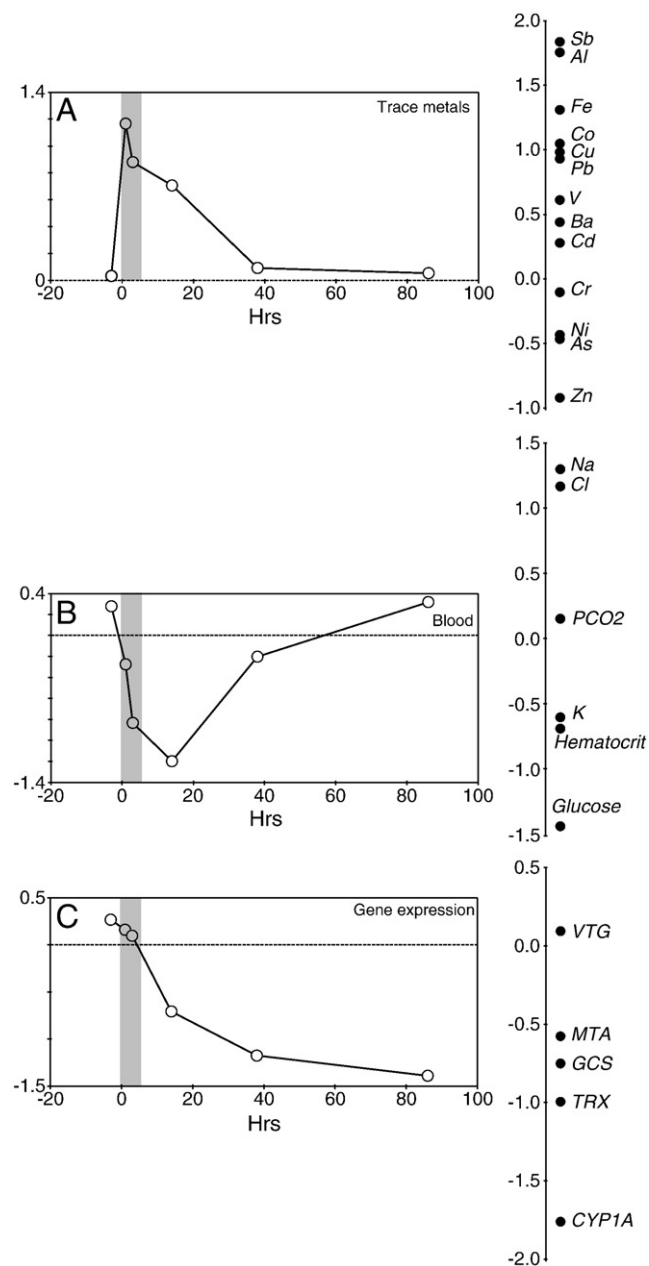 A
Trace metals
1.4
0
-20 0 20 40 60 80 100
Hrs
2.0
1.5
1.0
0.5
0.0
-0.5
-1.0
Sb
Al
Fe
Co
Cu
Pb
V
Ba
Cd
Cr
Ni
As
Zn
B
Blood
0.4
-1.4
-20 0 20 40 60 80 100
Hrs
1.5
1.0
0.5
0.0
-0.5
-1.0
-1.5
Na
Cl
PCO2
K
Hematocrit
Glucose
C
Gene expression
0.5
-1.5
-20 0 20 40 60 80 100
Hrs
0.5
0.0
-0.5
-1.0
-1.5
-2.0
VTG
MTA
GCS
TRX
CYP1A